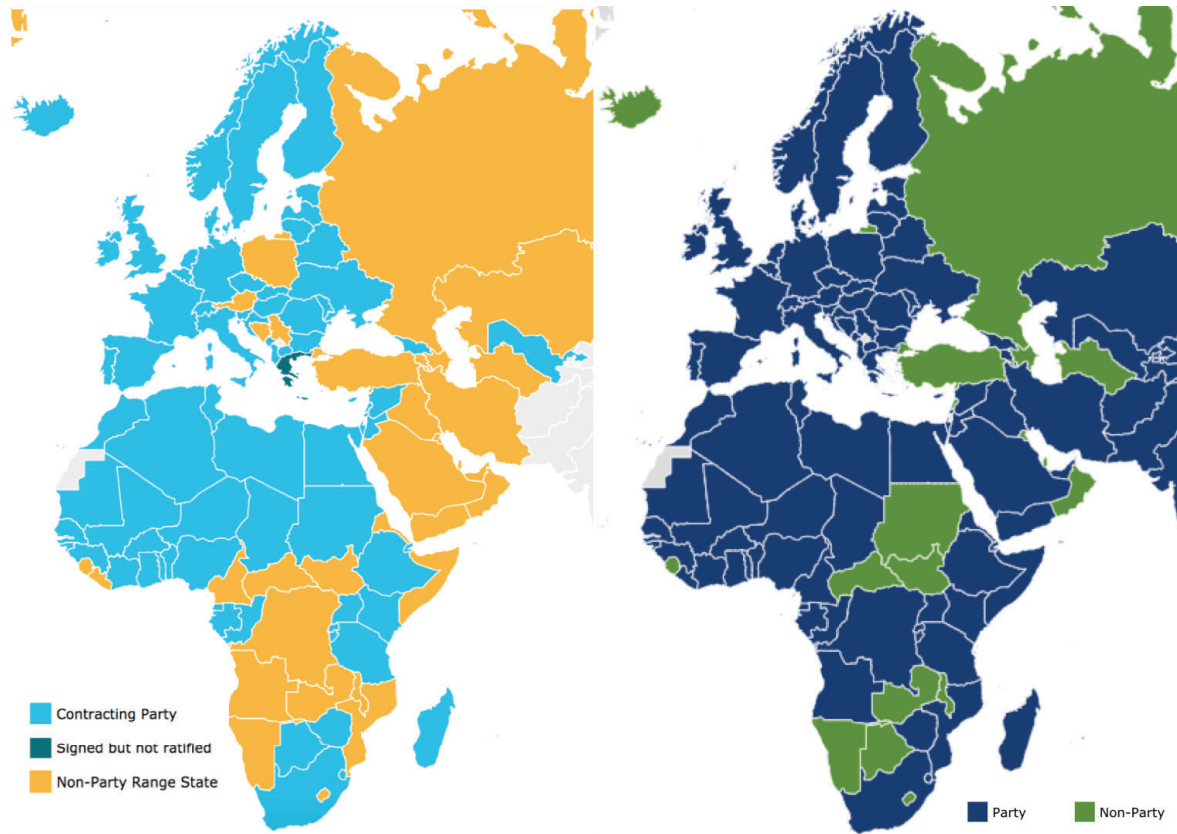 Contracting Party
Signed but not ratified
Non-Party Range State
Party
Non-Party